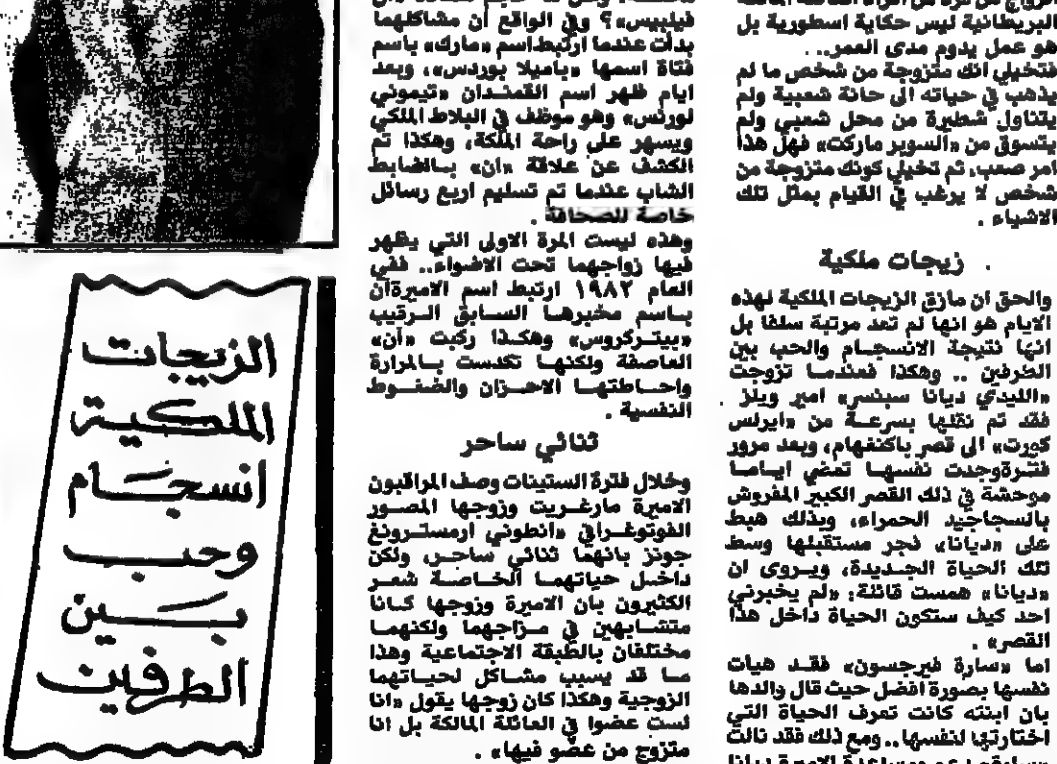 البريطانية ليس حكاية اسطورية بل
هو عمل يدوم مدى العمر..
فتخيلي انك متزوجة من شخص ما لم
يذهب في حياته الى حانة شعبية ولم
يتناول شطيرة من محل شعبي ولم
يتسوق من «السوبر ماركت» فهل هذا
امر صعب، ثم تخيلي كونك متزوجة من
شخص لا يرغب في القيام بمثل تلك
الاشياء .
زيجات ملكية
والحق ان مازق الزيجات الملكية لهذه
الايام هو انها لم تعد مرتبة سلفا بل
انها نتيجة الانسجام والحب بين
الطرفين .. وهكذا فعندما تزوجت
«الليدي ديانا سبنسر» امير ويلز
فقد تم نقلها بسرعة من «ايرلس
كورت» الى قصر باكنغهام، وبعد مرور
فترةوجدت نفسها تمضي اياما
موحشة في ذلك القصر الكبير المفروش
بالسجاجيد الحمراء، وبذلك هبط
على «ديانا» فجر مستقبلها وسط
تلك الحياة الجديدة، ويروى ان
«ديانا» همست قائلة: «لم يخبرني
احد كيف ستكون الحياة داخل هذا
القصر» .
اما «سارة فيرجسون» فقد هيات
نفسها بصورة افضل حيث قال والدها
بان ابنته كانت تعرف الحياة التي
اختارتها لنفسها.. ومع ذلك فقد نالت
فيليبس»؟ وفي الواقع أن مشاكلهما
بدأت عندما ارتبط اسم «مارك» باسم
فتاة اسمها «باميلا بوردس»، وبعد
ايام ظهر اسم القمندان «تيموني
لورنس» وهو موظف في البلاط الملكي
ويسهر على راحة الملكة، وهكذا تم
الكشف عن علاقة «ان» بالضابط
الشاب عندما تم تسليم اربع رسائل
خاصة للصحافة .
وهذه ليست المرة الاولى التي يظهر
فيها زواجهما تحت الاضواء.. ففي
العام ١٩٨٢ ارتبط اسم الاميرةان
باسم مخبرها السابق الرقيب
«بيتركروس» وهكذا ركبت «آن»
العاصفة ولكنها تكدست بالمرارة
واحاطتها الاحزان والضغوط
النفسية .
ثنائي ساحر
وخلال فترة الستينات وصف المراقبون
الاميرة مارغريت وزوجها المصور
الفوتوغرافي «انطوني ارمسترونغ
جونز بانهما ثنائي ساحر، ولكن
داخل حياتهما الخاصة شعر
الكثيرون بان الاميرة وزوجها كانا
متشابهين في مزاجهما ولكنهما
مختلفان بالطبقة الاجتماعية وهذا
ما قد يسبب مشاكل لحياتهما
الزوجية وهكذا كان زوجها يقول «انا
لست عضوا في العائلة المالكة بل انا
متزوج من عضو فيها» .
الزيجات
الملكية
انسجام
وحب
بين
الطرفين